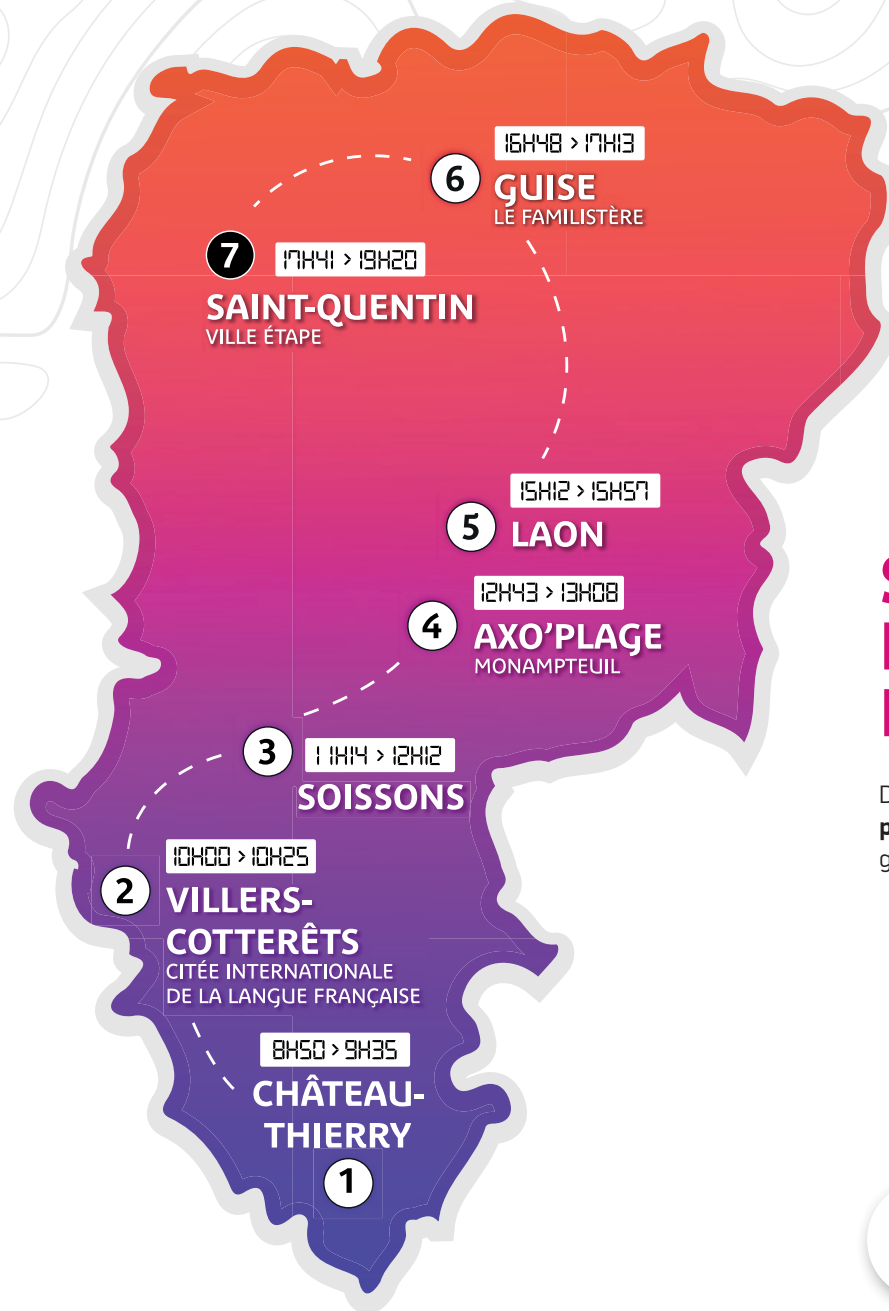 16H48 > 17H13
6
GUISE
LE FAMILISTÈRE
7
17H41 > 19H20
SAINT-QUENTIN
VILLE ÉTAPE
15H12 > 15H57
5
LAON
12H43 > 13H08
4
AXO'PLAGE
MONAMPTEUIL
3
11H14 > 12H12
SOISSONS
10H00 > 10H25
2
VILLERS-
COTTERÊTS
CITÉE INTERNATIONALE
DE LA LANGUE FRANÇAISE
8H50 > 9H35
CHÂTEAU-
THIERRY
1